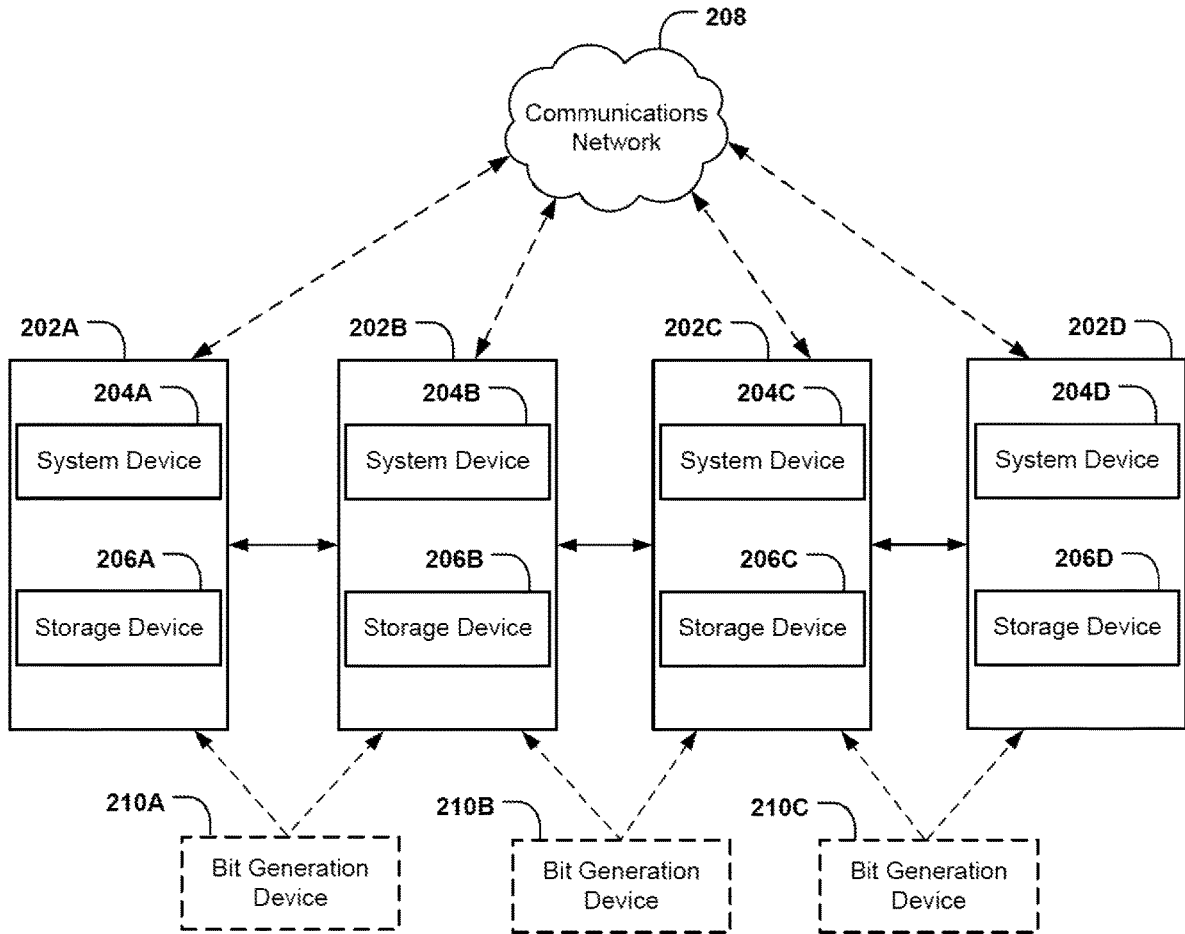 208
Communications
Network
202A
202B
202C
202D
204A
204B
204C
204D
System Device
System Device
System Device
System Device
206A
206B
206C
206D
Storage Device
Storage Device
Storage Device
Storage Device
210A
210B
210C
Bit Generation
Device
Bit Generation
Device
Bit Generation
Device